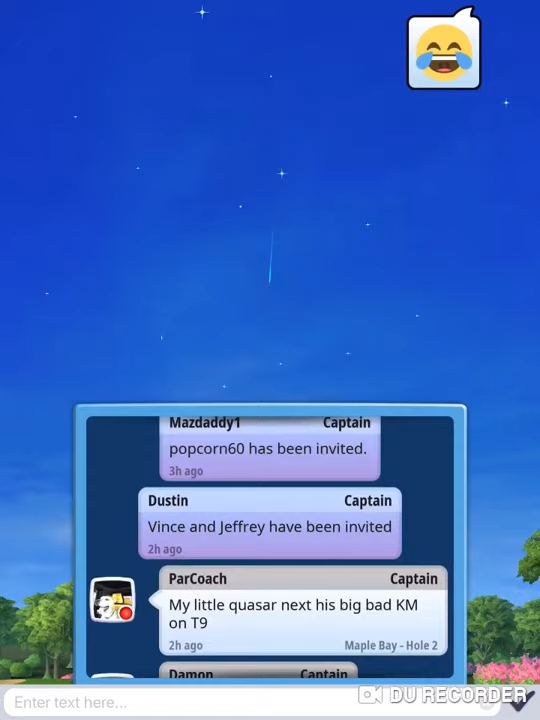 Mazdaddy1 Captain
popcorn60 has been invited.
3h ago
Dustin Captain
Vince and Jeffrey have been invited
2h ago
ParCoach Captain
My little quasar next his big bad KM
on T9
2h ago Maple Bay - Hole 2
Damon Captain
Enter text here...
DU RECORDER